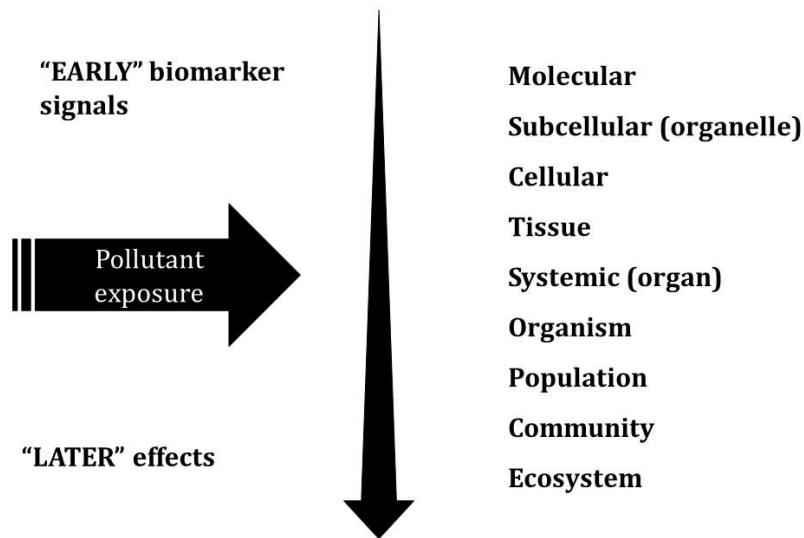 “EARLY” biomarker
signals
Pollutant
exposure
“LATER” effects
Molecular
Subcellular (organelle)
Cellular
Tissue
Systemic (organ)
Organism
Population
Community
Ecosystem